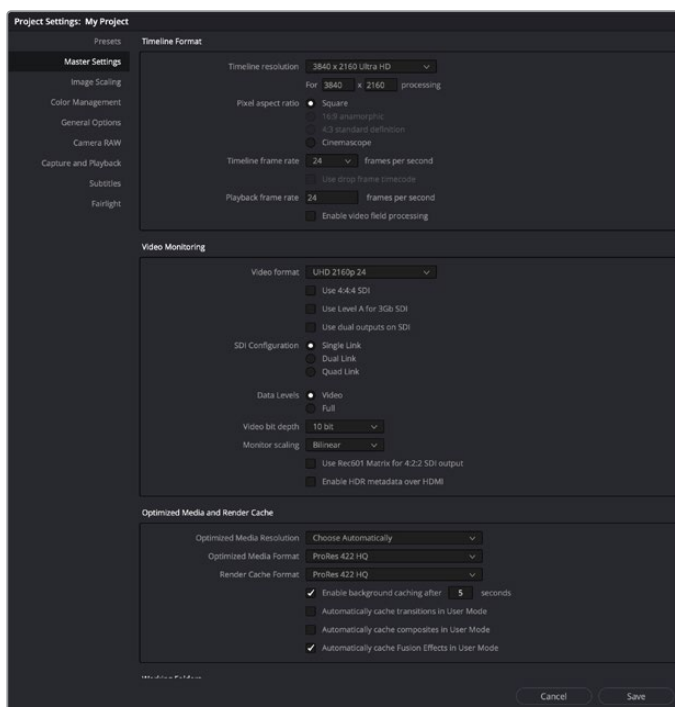 Project Settings: My Project
Presets
Master Settings
Image Scaling
Color Management
General Options
Camera RAW
Capture and Playback
Subtitles
Fairlight
Timeline Format
Timeline resolution 3840 x 2160 Ultra HD
For 3840 x 2160 processing
Pixel aspect ratio Square
16:9 anamorphic
4:3 standard definition
Cinemascope
Timeline frame rate 24 frames per second
Use drop frame timecode
Playback frame rate 24 frames per second
Enable video field processing
Video Monitoring
Video format UHD 2160p 24
Use 4:4:4 SDI
Use Level A for 3Gb SDI
Use dual outputs on SDI
SDI Configuration Single Link
Dual Link
Quad Link
Data Levels Video
Full
Video bit depth 10 bit
Monitor scaling Bilinear
Use Rec601 Matrix for 4:2:2 SDI output
Enable HDR metadata over HDMI
Optimized Media and Render Cache
Optimized Media Resolution Choose Automatically
Optimized Media Format ProRes 422 HQ
Render Cache Format ProRes 422 HQ
Enable background caching after 5 seconds
Automatically cache transitions in User Mode
Automatically cache composites in User Mode
Automatically cache Fusion Effects in User Mode
Working Folders
Cancel Save